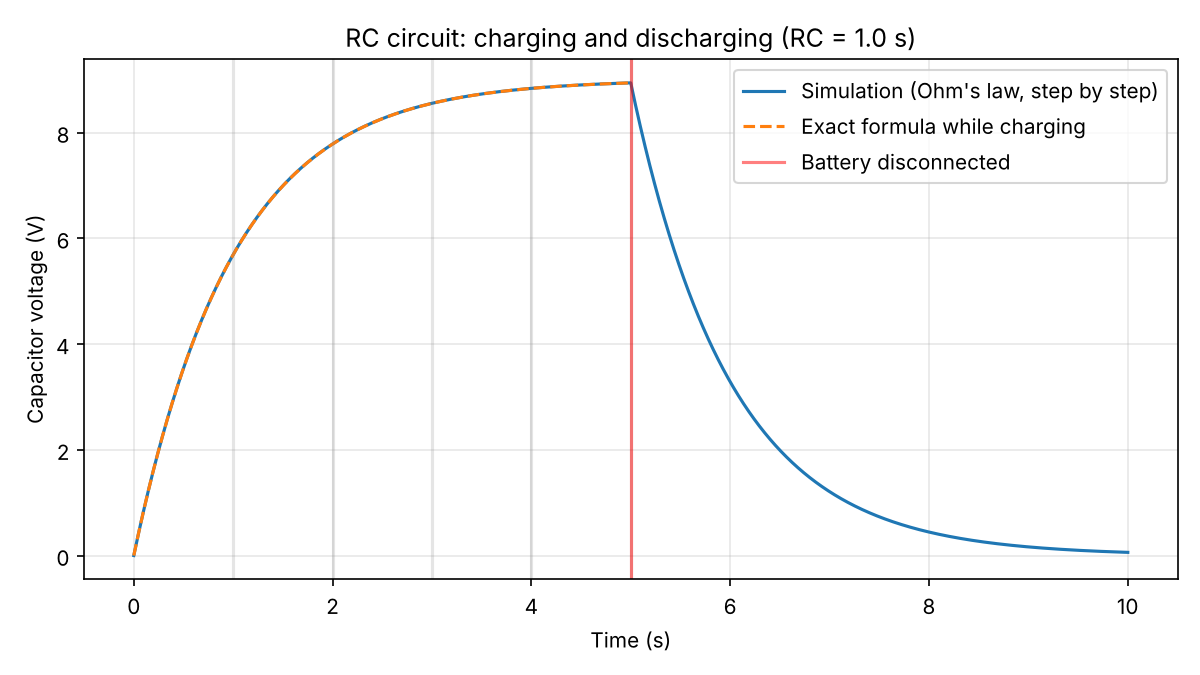 RC circuit: charging and discharging (RC = 1.0 s)
Simulation (Ohm's law, step by step)
Exact formula while charging
Battery disconnected
Capacitor voltage (V)
8
6
4
2
0
0 2 4 6 8 10
Time (s)